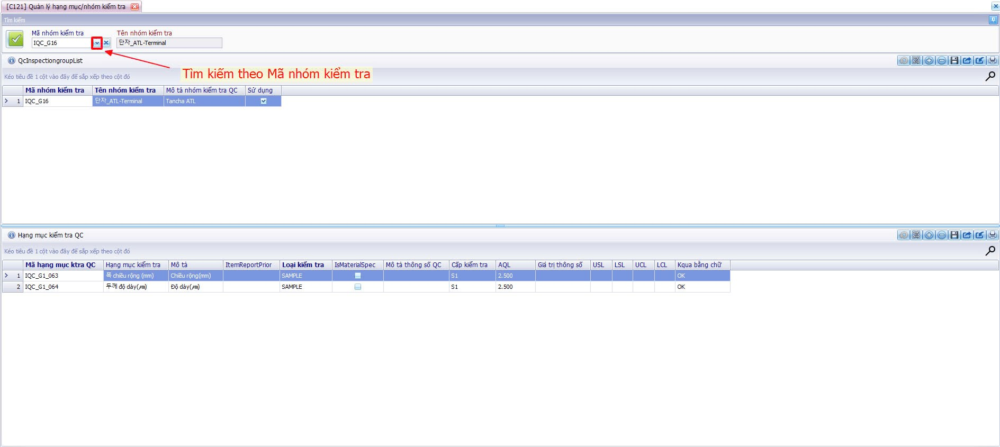 [C121] Quản lý hạng mục/nhóm kiểm tra
Tìm kiếm
Mã nhóm kiểm tra Tên nhóm kiểm tra
IQC_G16 단자_ATL-Terminal
QcInspectiongroupList
Tìm kiếm theo Mã nhóm kiểm tra
Kéo tiêu đề 1 cột vào đây để sắp xếp theo cột đó
Mã nhóm kiểm tra Tên nhóm kiểm tra Mô tả nhóm kiểm tra QC Sử dụng
1 IQC_G16 단자_ATL-Terminal Tancha ATL
Hạng mục kiểm tra QC
Kéo tiêu đề 1 cột vào đây để sắp xếp theo cột đó
Mã hạng mục ktra QC Hạng mục kiểm tra Mô tả ItemReportPrior Loại kiểm tra IsMaterialSpec Mô tả thông số QC Cấp kiểm tra AQL Giá trị thông số USL LSL UCL LCL Kqua bằng chữ
1 IQC_G1_063 폭 chiều rộng (mm) Chiều rộng(mm) SAMPLE S1 2.500 OK
2 IQC_G1_064 두께 độ dày(㎛) Độ dày(㎛) SAMPLE S1 2.500 OK